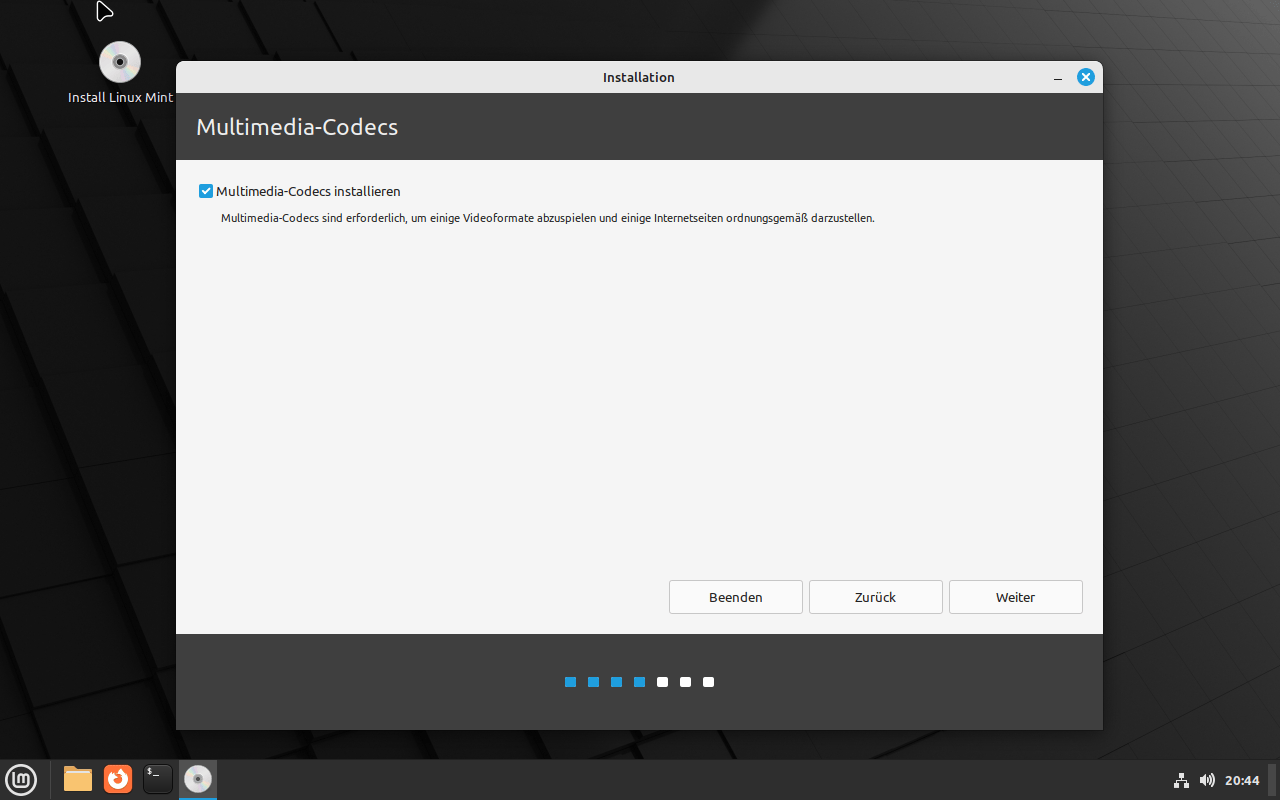 Install Linux Mint
Installation
Multimedia-Codecs
Multimedia-Codecs installieren
Multimedia-Codecs sind erforderlich, um einige Videoformate abzuspielen und einige Internetseiten ordnungsgemäß darzustellen.
Beenden
Zurück
Weiter
$_
20:44